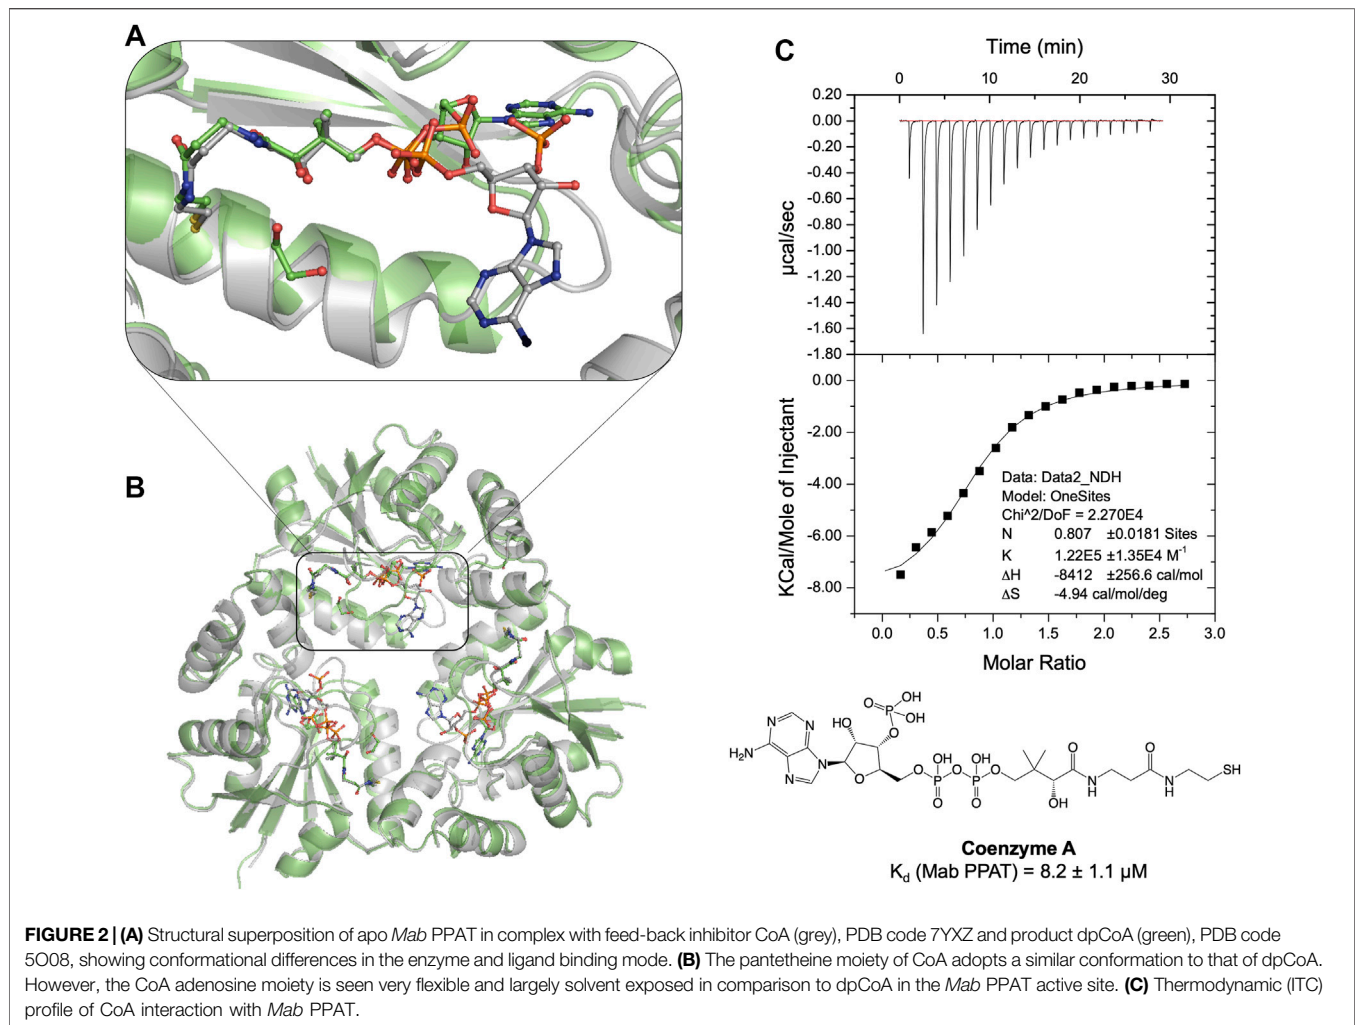 A
C
Time (min)
0 10 20 30
0.20
0.00
-0.20
-0.40
-0.60
-0.80
-1.00
-1.20
-1.40
-1.60
-1.80
µcal/sec
0.00
-2.00
-4.00
-6.00
-8.00
KCal/Mole of Injectant
Data: Data2_NDH
Model: OneSites
Chi^2/DoF = 2.270E4
N 0.807 ±0.0181 Sites
K 1.22E5 ±1.35E4 M-1
ΔH -8412 ±256.6 cal/mol
ΔS -4.94 cal/mol/deg
0.0 0.5 1.0 1.5 2.0 2.5 3.0
Molar Ratio
B
NH2
N
N
N
N
O
HO
O
O
P
OH
OH
O
OH
P
O
O
OH
P
O
O
OH
O
N
H
O
N
H
SH
Coenzyme A
Kd (Mab PPAT) = 8.2 ± 1.1 µM
FIGURE 2 | (A) Structural superposition of apo Mab PPAT in complex with feed-back inhibitor CoA (grey), PDB code 7YXZ and product dpCoA (green), PDB code
5O08, showing conformational differences in the enzyme and ligand binding mode. (B) The pantetheine moiety of CoA adopts a similar conformation to that of dpCoA.
However, the CoA adenosine moiety is seen very flexible and largely solvent exposed in comparison to dpCoA in the Mab PPAT active site. (C) Thermodynamic (ITC)
profile of CoA interaction with Mab PPAT.